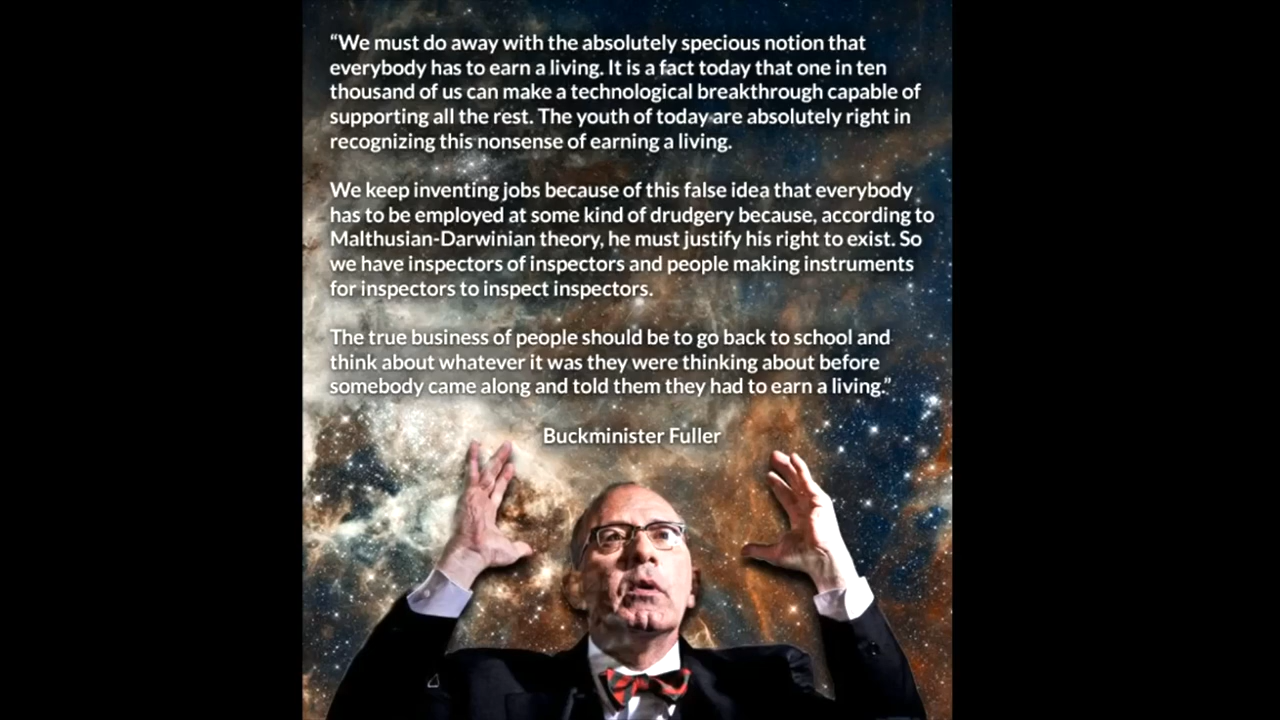 “We must do away with the absolutely specious notion that
everybody has to earn a living. It is a fact today that one in ten
thousand of us can make a technological breakthrough capable of
supporting all the rest. The youth of today are absolutely right in
recognizing this nonsense of earning a living.
We keep inventing jobs because of this false idea that everybody
has to be employed at some kind of drudgery because, according to
Malthusian-Darwinian theory, he must justify his right to exist. So
we have inspectors of inspectors and people making instruments
for inspectors to inspect inspectors.
The true business of people should be to go back to school and
think about whatever it was they were thinking about before
somebody came along and told them they had to earn a living.”
Buckminister Fuller